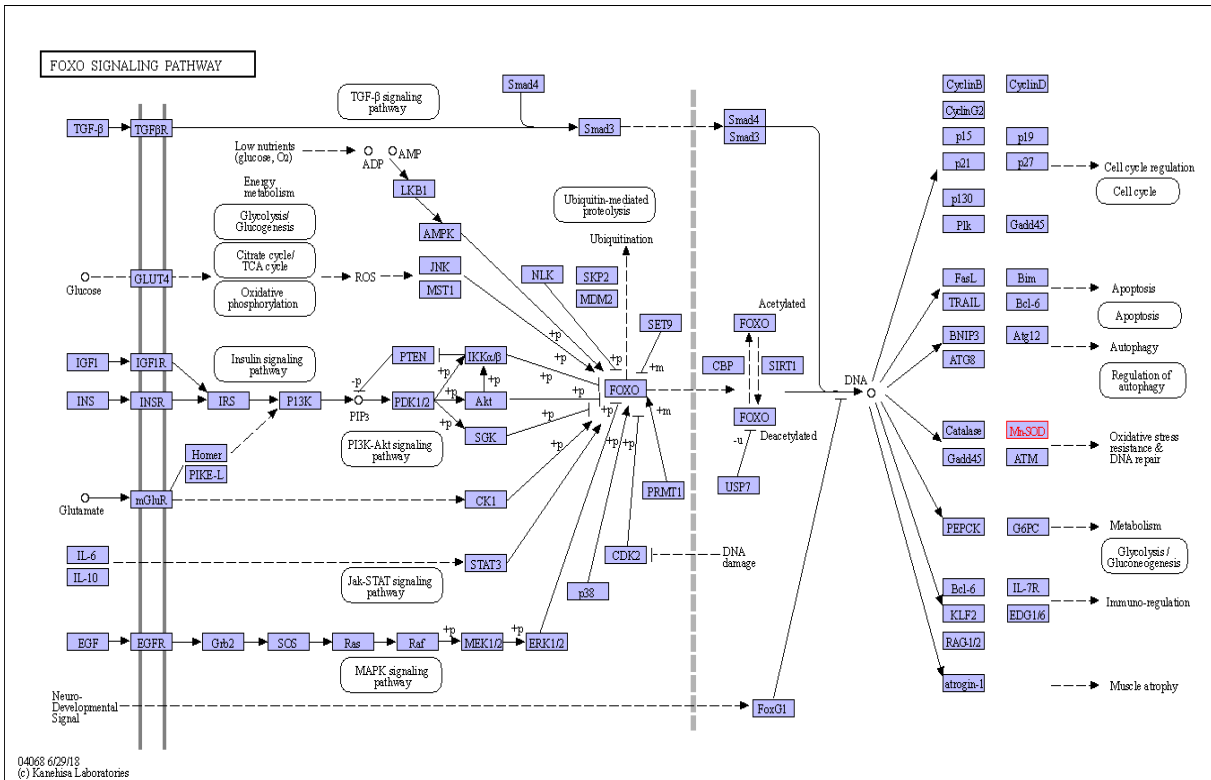 FOXO SIGNALING PATHWAY
TGF-β signaling
pathway
Smad4
TGF-β
TGFβR
Smad3
Smad4
Smad3
Low nutrients
(glucose, O2)
ADP
AMP
LKB1
AMPK
Energy
metabolism
Glycolysis/
Glucogenesis
Citrate cycle/
TCA cycle
Oxidative
phosphorylation
Glucose
GLUT4
ROS
JNK
MST1
Ubiquitin-mediated
proteolysis
Ubiquitination
NLK
SKP2
MDM2
SET9
+p
+p
+m
Insulin signaling
pathway
IGF1
IGF1R
INS
INSR
IRS
P13K
-p
PIP3
PTEN
PDK1/2
+p
+p
+p
IKKα/β
+p
Akt
SGK
+p
+p
+p
FOXO
PI3K-Akt signaling
pathway
Homer
PIKE-L
Glutamate
mGluR
CK1
+p
+p
+p
+p
+m
PRMT1
IL-6
IL-10
STAT3
Jak-STAT signaling
pathway
CDK2
DNA
damage
p38
EGF
EGFR
Grb2
SOS
Ras
Raf
+p
MEK1/2
+p
ERK1/2
MAPK signaling
pathway
Neuro-
Developmental
Signal
FoxG1
Acetylated
FOXO
CBP
SIRT1
FOXO
Deacetylated
-u
USP7
DNA
CyclinB
CyclinD
CyclinG2
p15
p19
p21
p27
p130
Plk
Gadd45
Cell cycle regulation
Cell cycle
FasL
Bim
TRAIL
Bcl-6
Apoptosis
Apoptosis
BNIP3
Atg12
ATG8
Autophagy
Regulation of
autophagy
Catalase
Mn-SOD
Gadd45
ATM
Oxidative stress
resistance &
DNA repair
PEPCK
G6PC
Metabolism
Glycolysis /
Gluconeogenesis
Bcl-6
IL-7R
KLF2
EDG1/6
RAG-1/2
Immuno-regulation
atrogin-1
Muscle atrophy
04068 6/29/18
(c) Kanehisa Laboratories